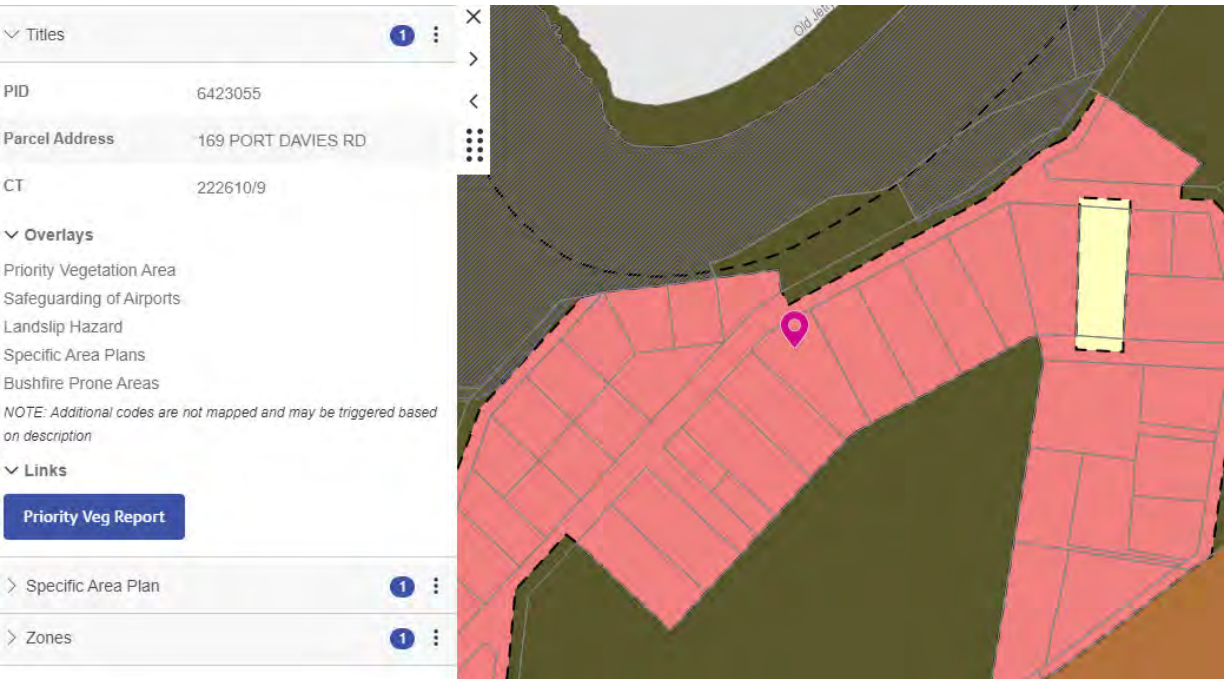 Titles
1
PID
6423055
Parcel Address
169 PORT DAVIES RD
CT
222610/9
Overlays
Priority Vegetation Area
Safeguarding of Airports
Landslip Hazard
Specific Area Plans
Bushfire Prone Areas
NOTE: Additional codes are not mapped and may be triggered based
on description
Links
Priority Veg Report
Specific Area Plan
1
Zones
1
Old